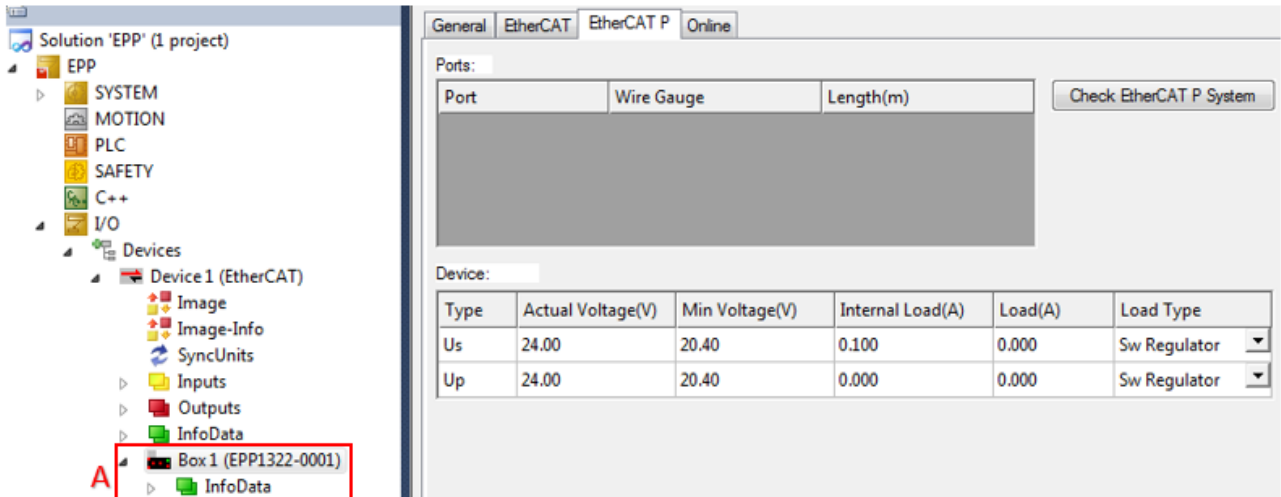 Solution 'EPP' (1 project)
EPP
SYSTEM
MOTION
PLC
SAFETY
C++
I/O
Devices
Device 1 (EtherCAT)
Image
Image-Info
SyncUnits
Inputs
Outputs
InfoData
A
Box 1 (EPP1322-0001)
InfoData
General EtherCAT EtherCAT P Online
Ports:
Port Wire Gauge Length(m)
Check EtherCAT P System
Device:
Type Actual Voltage(V) Min Voltage(V) Internal Load(A) Load(A) Load Type
Us 24.00 20.40 0.100 0.000 Sw Regulator
Up 24.00 20.40 0.000 0.000 Sw Regulator